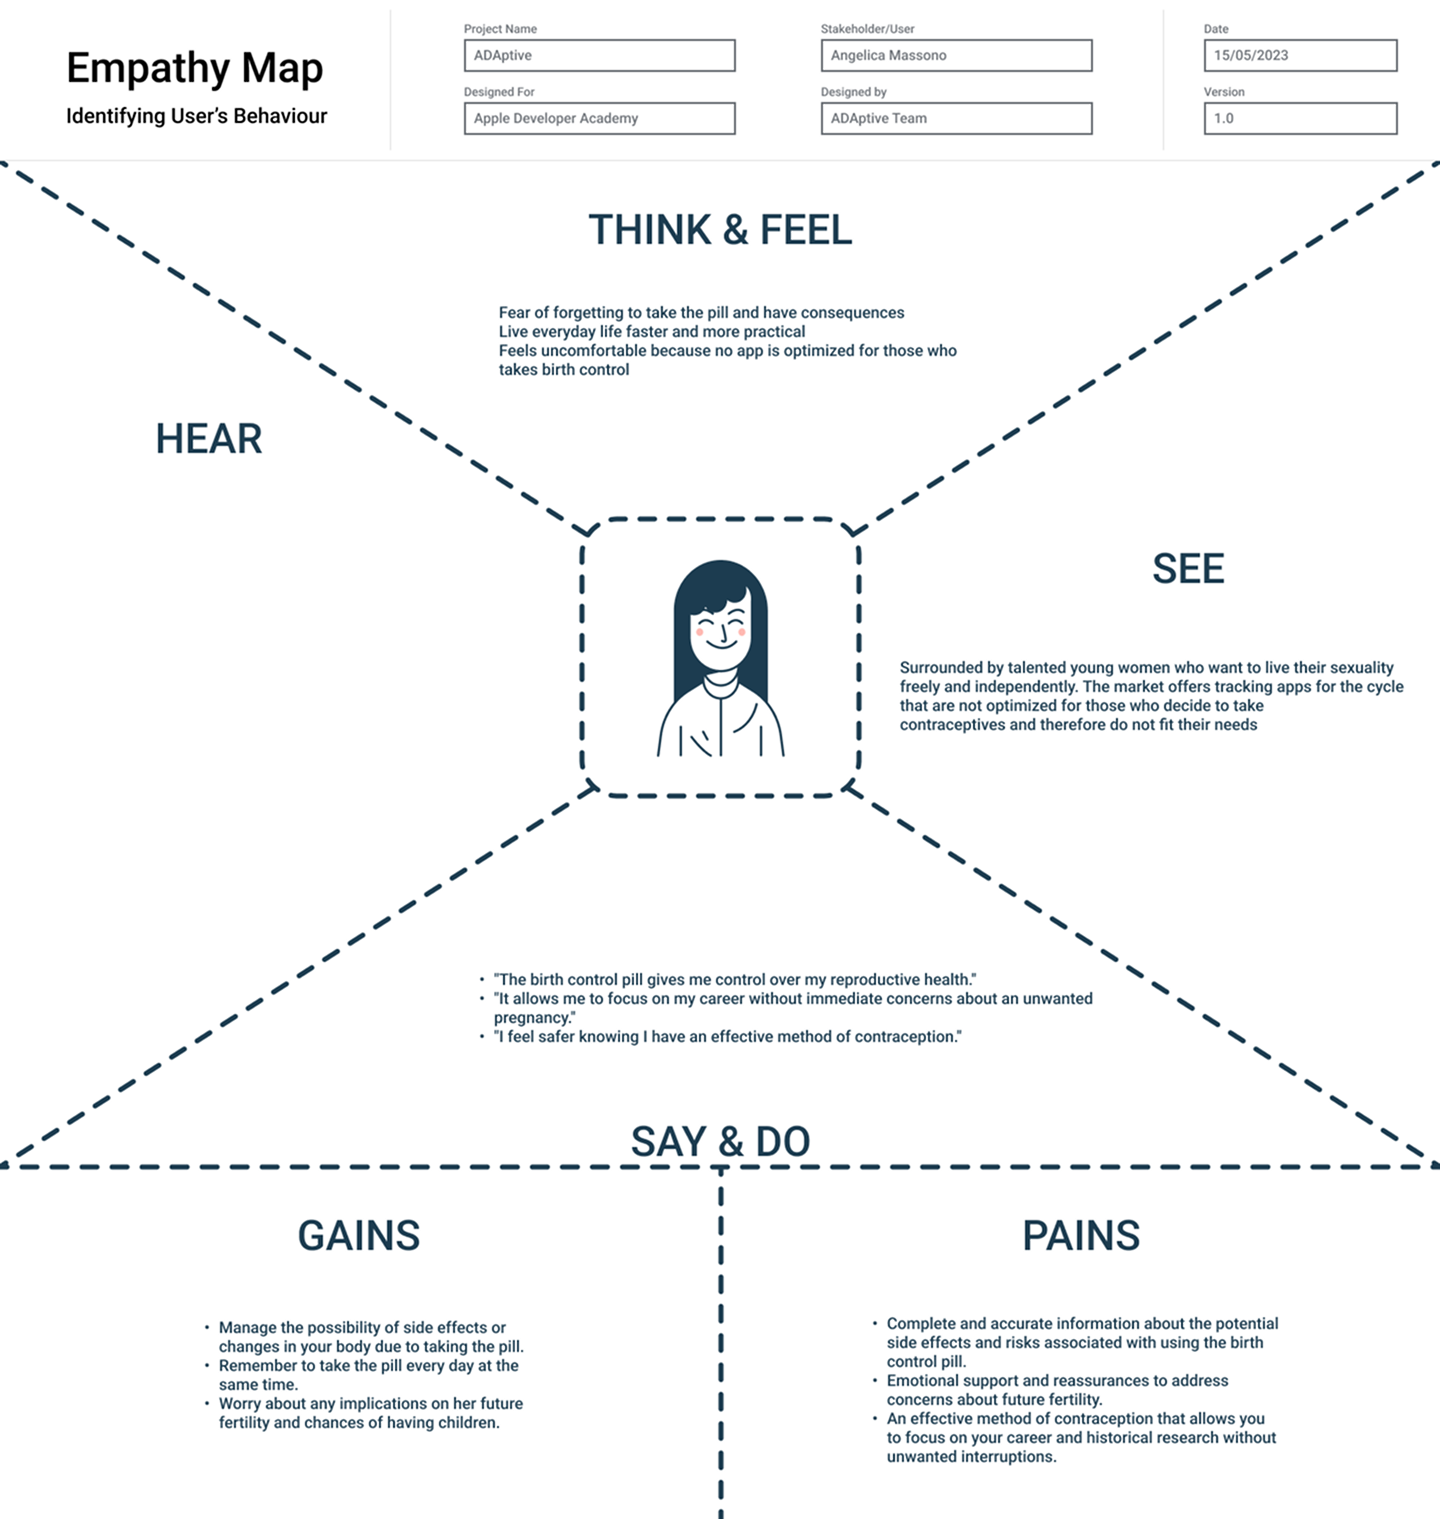 Empathy Map
Identifying User's Behaviour
Project Name
ADAptive
Designed For
Apple Developer Academy
Stakeholder/User
Angelica Massono
Designed by
ADAptive Team
Date
15/05/2023
Version
1.0
THINK & FEEL
Fear of forgetting to take the pill and have consequences
Live everyday life faster and more practical
Feels uncomfortable because no app is optimized for those who
takes birth control
HEAR
SEE
Surrounded by talented young women who want to live their sexuality
freely and independently. The market offers tracking apps for the cycle
that are not optimized for those who decide to take
contraceptives and therefore do not fit their needs
• "The birth control pill gives me control over my reproductive health."
• "It allows me to focus on my career without immediate concerns about an unwanted
pregnancy."
• "I feel safer knowing I have an effective method of contraception."
SAY & DO
GAINS
• Manage the possibility of side effects or
changes in your body due to taking the pill.
• Remember to take the pill every day at the
same time.
• Worry about any implications on her future
fertility and chances of having children.
PAINS
• Complete and accurate information about the potential
side effects and risks associated with using the birth
control pill.
• Emotional support and reassurances to address
concerns about future fertility.
• An effective method of contraception that allows you
to focus on your career and historical research without
unwanted interruptions.